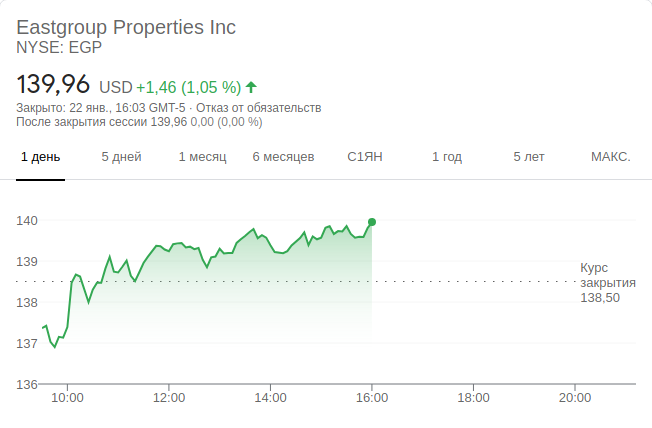 Eastgroup Properties Inc
NYSE: EGP
139,96 USD +1,46 (1,05 %)
Закрыто: 22 янв., 16:03 GMT-5 · Отказ от обязательств
После закрытия сессии 139,96 0,00 (0,00 %)
1 день 5 дней 1 месяц 6 месяцев С1ЯН 1 год 5 лет МАКС.
140
139
Курс
закрытия
138,50
138
137
136
10:00 12:00 14:00 16:00 18:00 20:00